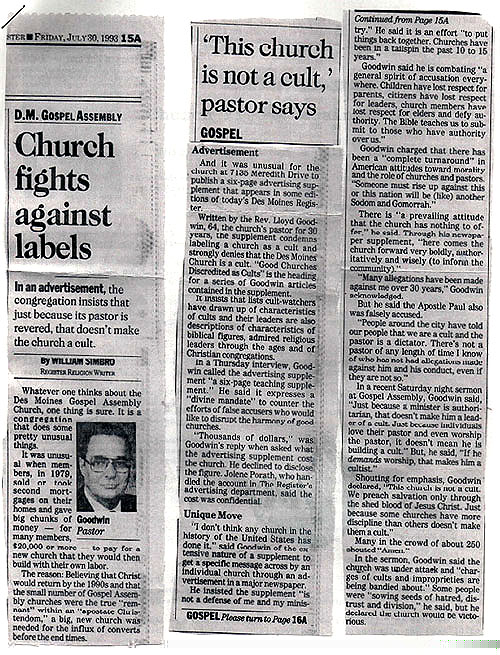 STER ■ FRIDAY, JULY 30, 1993 15A
D.M. GOSPEL ASSEMBLY
Church
fights
against
labels
In an advertisement, the
congregation insists that
just because its pastor is
revered, that doesn't make
the church a cult.
By WILLIAM SIMBRO
REGISTER RELIGION WRITER
Whatever one thinks about the
Des Moines Gospel Assembly
Church, one thing is sure. It is a
congregation
that does some
pretty unusual
things.
It was unusu-
al when mem-
bers, in 1979,
sold or took
second mort-
gages on their
homes and gave
big chunks of
money — for
many members,
$20,000 or more — to pay for a
new church that they would then
build with their own labor.
The reason: Believing that Christ
would return by the 1990s and that
the small number of Gospel Assem-
bly churches were the true "rem-
nant" within an "apostate Chris-
tendom," a big, new church was
needed for the influx of converts
before the end times.
Goodwin
Pastor
'This church
is not a cult,'
pastor says
GOSPEL
Advertisement
And it was unusual for the
church at 7135 Meredith Drive to
publish a six-page advertising sup-
plement that appears in some edi-
tions of today's Des Moines Regis-
ter.
Written by the Rev. Lloyd Good-
win, 64, the church's pastor for 30
years, the supplement condemns
labeling a church as a cult and
strongly denies that the Des Moines
Church is a cult. "Good Churches
Discredited as Cults" is the heading
for a series of Goodwin articles
contained in the supplement.
It insists that lists cult-watchers
have drawn up of characteristics
of cults and their leaders are also
descriptions of characteristics of
biblical figures, admired religious
leaders through the ages and of
Christian congregations.
In a Thursday interview, Good-
win called the advertising supple-
ment "a six-page teaching supple-
ment." He said it expresses a
"divine mandate" to counter the
efforts of false accusers who would
like to disrupt the harmony of good
churches.
"Thousands of dollars," was
Goodwin's reply when asked what
the advertising supplement cost
the church. He declined to disclose
the figure. Jolene Porath, who han-
dled the account in The Register's
advertising department, said the
cost was confidential.
Unique Move
"I don't think any church in the
history of the United States has
done it," said Goodwin of the ex
tensive nature of a supplement to
get a specific message across by an
individual church through an ad-
vertisement in a major newspaper.
He insisted the supplement "is
not a defense of me and my minis-
GOSPEL Please turn to Page 16A
Continued from Page 15A
try." He said it is an effort "to put
things back together. Churches have
been in a tailspin the past 10 to 15
years."
Goodwin said he is combating "a
general spirit of accusation every-
where. Children have lost respect for
parents, citizens have lost respect
for leaders, church members have
lost respect for elders and defy au-
thority. The Bible teaches us to sub-
mit to those who have authority
over us."
Goodwin charged that there has
been a "complete turnaround" in
American attitudes toward morality
and the role of churches and pastors.
"Someone must rise up against this
or this nation will be (like) another
Sodom and Gomorrah."
There is "a prevailing attitude
that the church has nothing to of-
fer," he said. Through his newspa-
per supplement, "here comes the
church forward very boldly, author-
itatively and wisely (to inform the
community)."
"Many allegations have been made
against me over 30 years," Goodwin
acknowledged.
But he said the Apostle Paul also
was falsely accused.
"People around the city have told
our people that we are a cult and the
pastor is a dictator. There's not a
pastor of any length of time I know
of who has not had allegations made
against him and his conduct, even if
they are not so."
In a recent Saturday night sermon
at Gospel Assembly, Goodwin said,
"Just because a minister is authori-
tarian, that doesn't make him a lead-
er of a cult. Just because individuals
love their pastor and even worship
the pastor, it doesn't mean he is
building a cult." But, he said, "If he
demands worship, that makes him a
cultist."
Shouting for emphasis, Goodwin
declared, "This church is not a cult.
We preach salvation only through
the shed blood of Jesus Christ. Just
because some churches have more
discipline than others doesn't make
them a cult."
Many in the crowd of about 250
shouted "Amen."
In the sermon, Goodwin said the
church was under attack and "char-
ges of cults and improprieties are
being bandied about." Some people
were "sowing seeds of hatred, dis-
trust and division," he said, but he
declared the church would be victo-
rious.